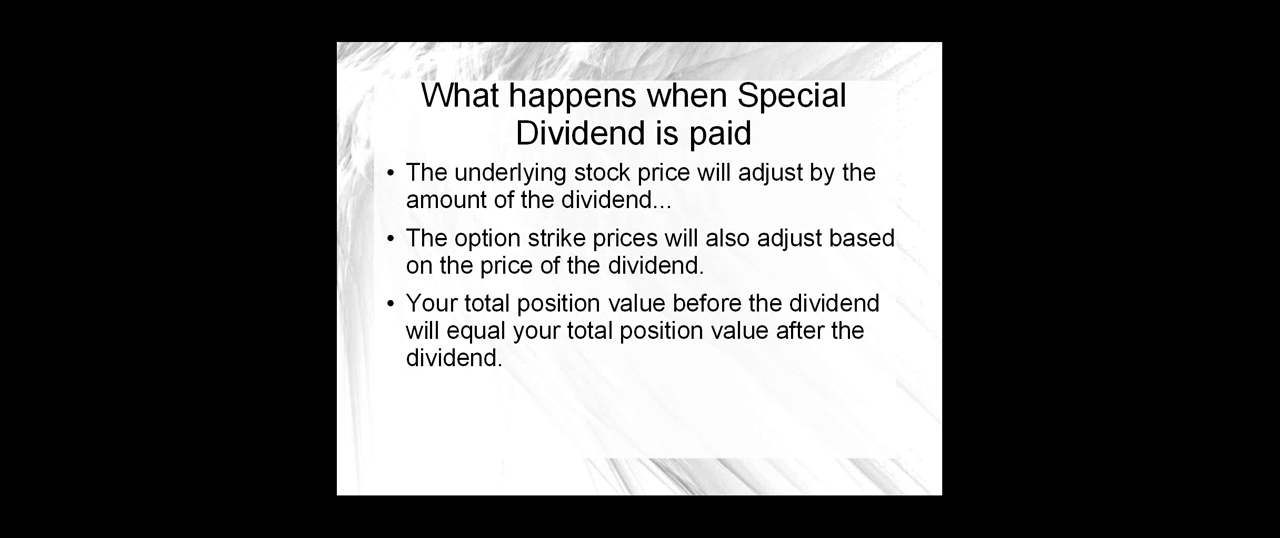 What happens when Special
Dividend is paid
• The underlying stock price will adjust by the
amount of the dividend...
• The option strike prices will also adjust based
on the price of the dividend.
• Your total position value before the dividend
will equal your total position value after the
dividend.